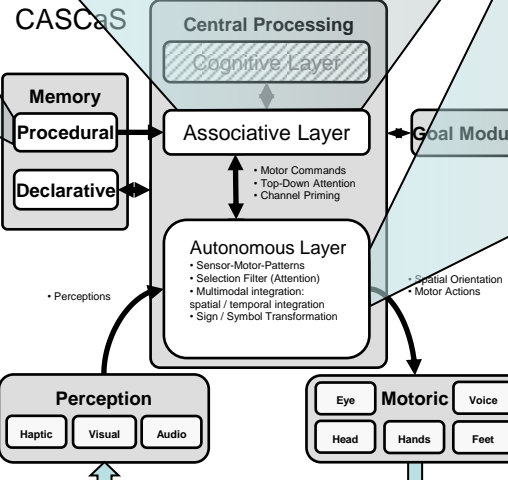 CASCaS
Central Processing
Cognitive Layer
Memory
Procedural
Associative Layer
Goal Modu
Declarative
• Motor Commands
• Top-Down Attention
• Channel Priming
Autonomous Layer
• Sensor-Motor-Patterns
• Selection Filter (Attention)
• Multimodal integration:
spatial / temporal integration
• Sign / Symbol Transformation
• Perceptions
• Spatial Orientation
• Motor Actions
Perception
Haptic
Visual
Audio
Eye
Motoric
Voice
Head
Hands
Feet